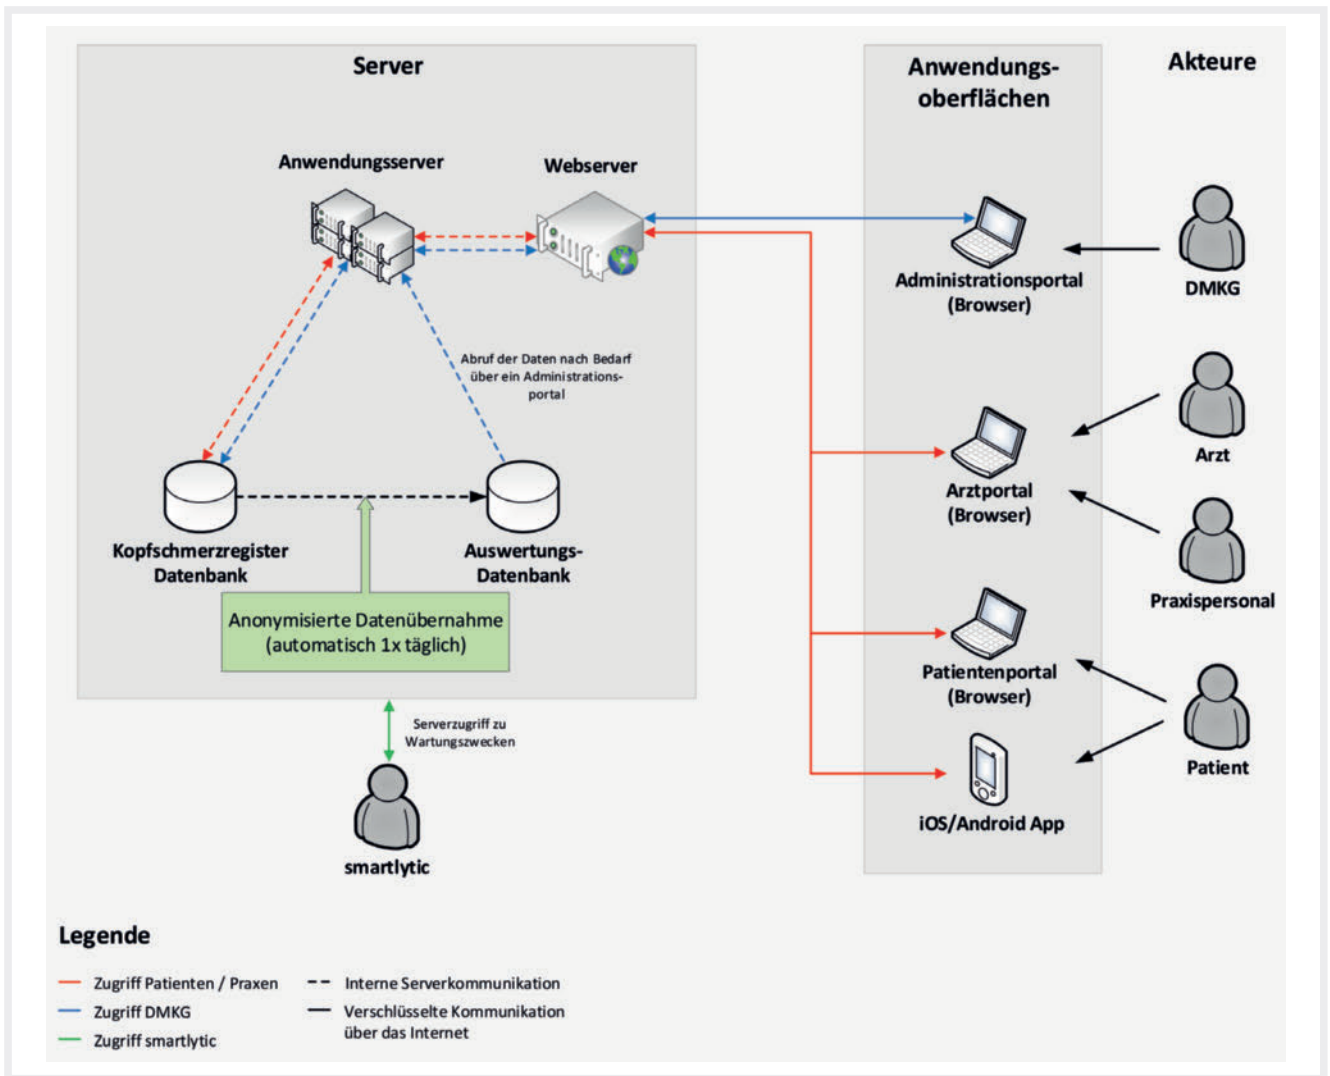 Server
Anwendungs-
oberflächen
Akteure
Anwendungsserver
Webserver
Administrationsportal
(Browser)
DMKG
Abruf der Daten nach Bedarf
über ein Administrations-
portal
Arzt
Arztportal
(Browser)
Kopfschmerzregister
Datenbank
Auswertungs-
Datenbank
Praxispersonal
Anonymisierte Datenübernahme
(automatisch 1x täglich)
Patientenportal
(Browser)
Patient
Serverzugriff zu
Wartungszwecken
iOS/Android App
smartlytic
Legende
Zugriff Patienten / Praxen
Zugriff DMKG
Zugriff smartlytic
Interne Serverkommunikation
Verschlüsselte Kommunikation
über das Internet